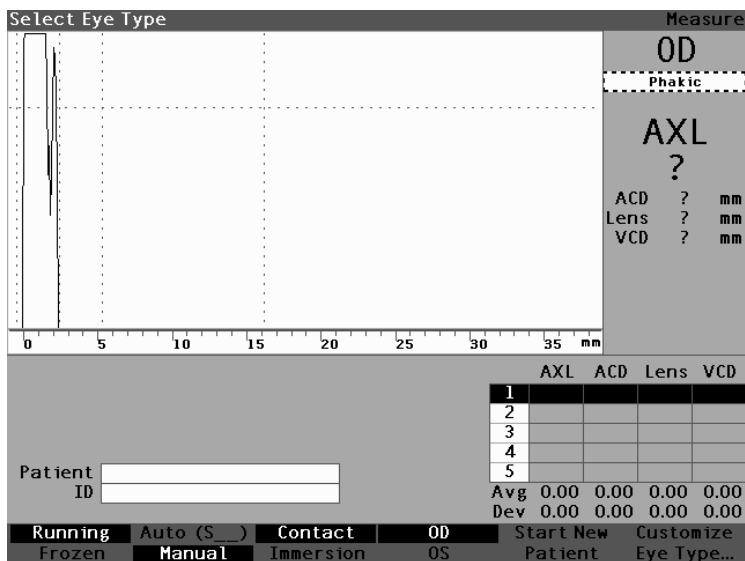 Select Eye Type Measure
OD
Phakic
AXL
?
ACD ? mm
Lens ? mm
VCD ? mm
0 5 10 15 20 25 30 35 mm
AXL ACD Lens VCD
1
2
3
4
5
Avg 0.00 0.00 0.00 0.00
Dev 0.00 0.00 0.00 0.00
Patient
ID
Running Auto (S__) Contact OD Start New Customize
Frozen Manual Immersion OS Patient Eye Type...